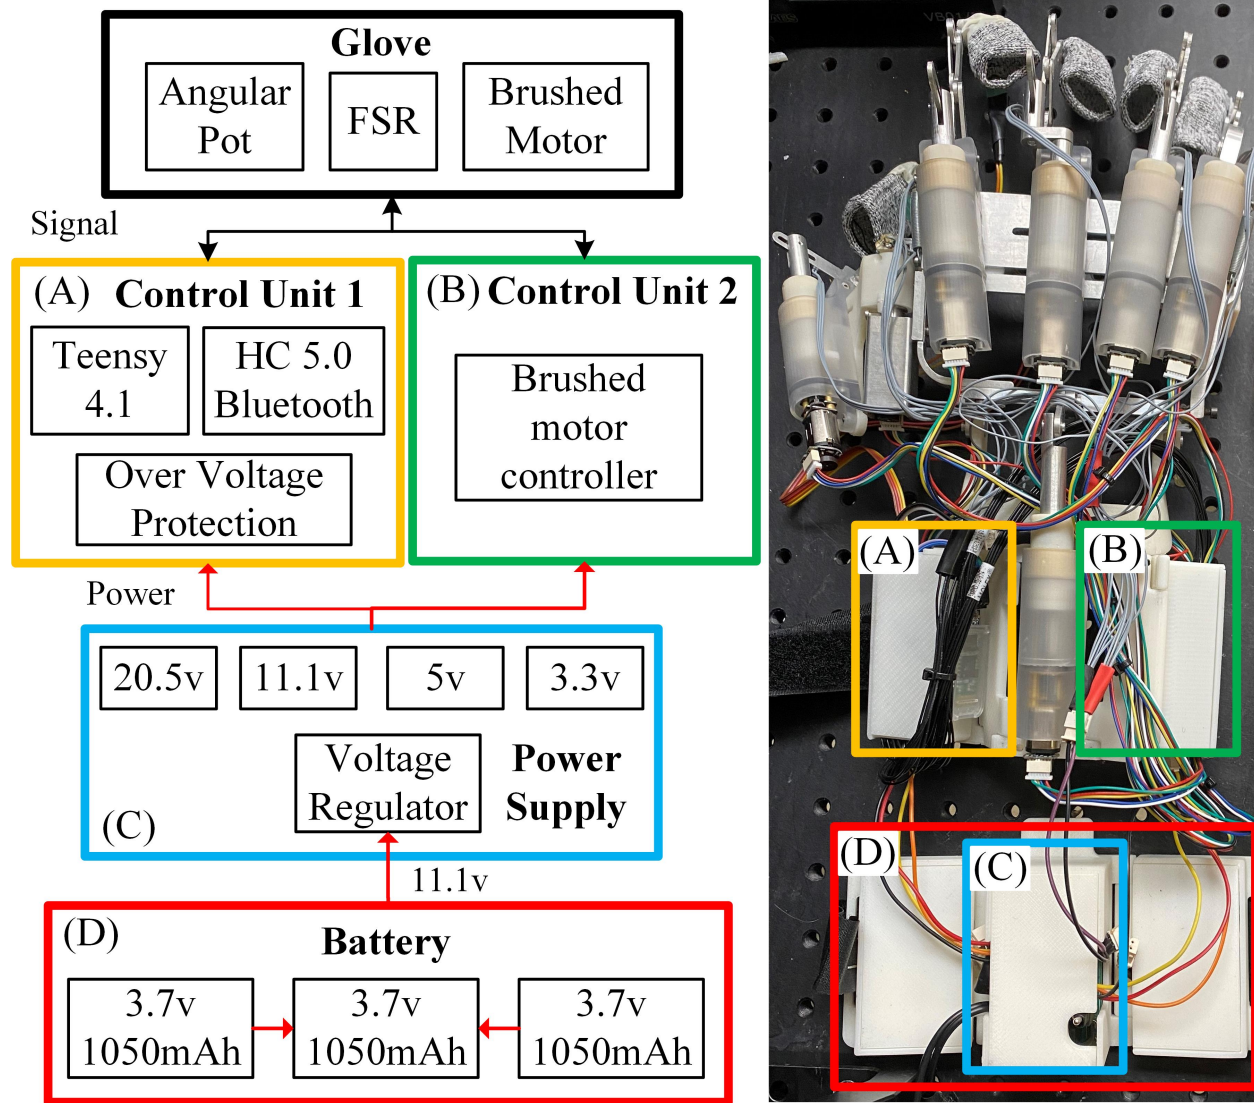 Glove
Angular
Pot
FSR
Brushed
Motor
Signal
(A) Control Unit 1
Teensy
4.1
HC 5.0
Bluetooth
Over Voltage
Protection
(B) Control Unit 2
Brushed
motor
controller
Power
20.5v
11.1v
5v
3.3v
Voltage
Regulator
Power
Supply
(C)
11.1v
(D)
Battery
3.7v
1050mAh
3.7v
1050mAh
3.7v
1050mAh
(A)
(B)
(D)
(C)